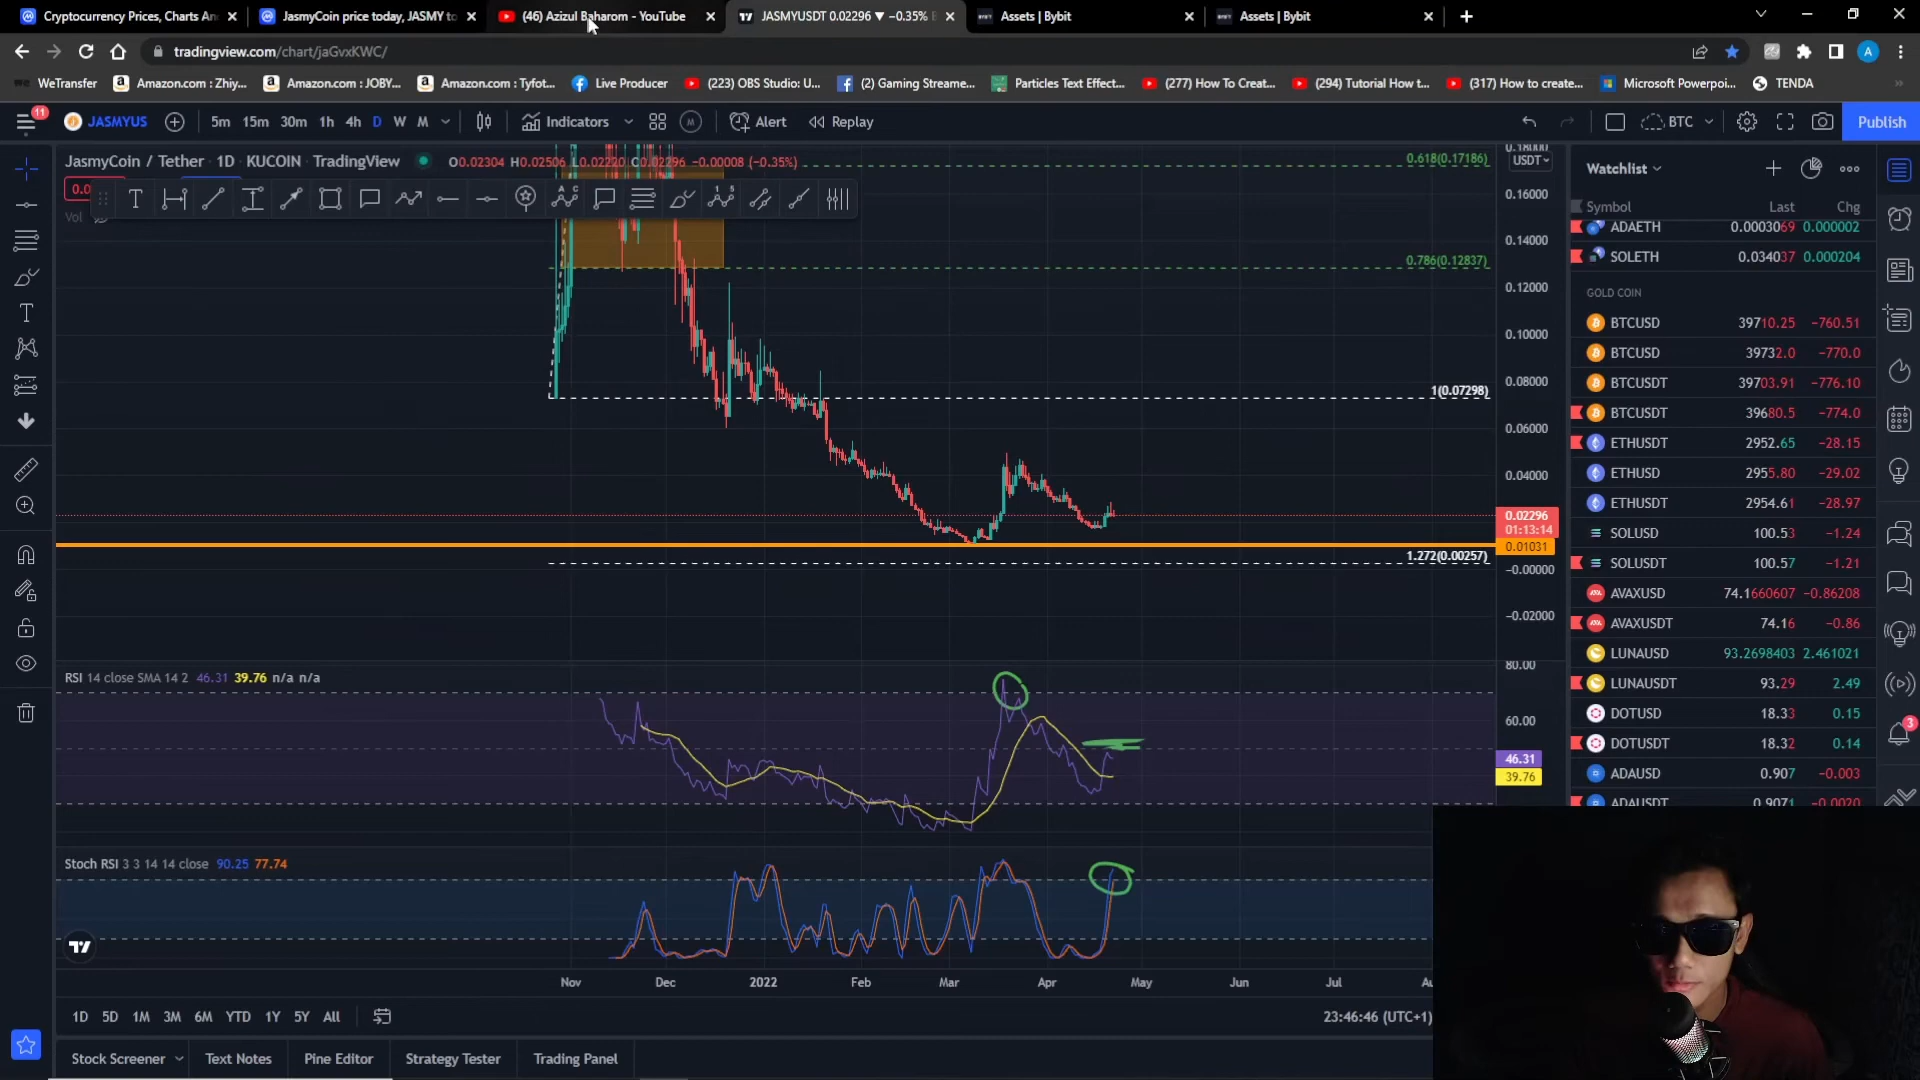 Cryptocurrency Prices, Charts An
JasmyCoin price today, JASMY to
(46) Azizul Baharom - YouTube
JASMYUSDT 0.02296 ▼ −0.35%
Assets | Bybit
Assets | Bybit
tradingview.com/chart/jaGvxKWC/
A
WeTransfer
Amazon.com : Zhiy...
Amazon.com : JOBY...
Amazon.com : Tyfot...
Live Producer
(223) OBS Studio: U...
(2) Gaming Streame...
Particles Text Effect...
(277) How To Creat...
(294) Tutorial How t...
(317) How to create...
Microsoft Powerpoi...
TENDA
11
JASMYUS
5m 15m 30m 1h 4h D W M
Indicators
Alert
Replay
BTC
Publish
JasmyCoin / Tether · 1D · KUCOIN · TradingView
O0.02304 H0.02506 L0.02220 C0.02296 −0.00008 (−0.35%)
Vol
0.618(0.17186)
0.786(0.12837)
1(0.07298)
1.272(0.00257)
0.18000
USDT
0.16000
0.14000
0.12000
0.10000
0.08000
0.06000
0.04000
0.02296
01:13:14
0.01031
−0.00000
−0.02000
RSI 14 close SMA 14 2 46.31 39.76 n/a n/a
80.00
60.00
46.31
39.76
Stoch RSI 3 3 14 14 close 90.25 77.74
Nov Dec 2022 Feb Mar Apr May Jun Jul Au
1D 5D 1M 3M 6M YTD 1Y 5Y All
23:46:46 (UTC+1)
Stock Screener
Text Notes
Pine Editor
Strategy Tester
Trading Panel
Watchlist
Symbol Last Chg
ADAETH 0.0003069 0.000002
SOLETH 0.034037 0.000204
GOLD COIN
BTCUSD 39710.25 −760.51
BTCUSD 39732.0 −770.0
BTCUSDT 39703.91 −776.10
BTCUSDT 39680.5 −774.0
ETHUSDT 2952.65 −28.15
ETHUSD 2955.80 −29.02
ETHUSDT 2954.61 −28.97
SOLUSD 100.53 −1.24
SOLUSDT 100.57 −1.21
AVAXUSD 74.1660607 −0.86208
AVAXUSDT 74.16 −0.86
LUNAUSD 93.2698403 2.461021
LUNAUSDT 93.29 2.49
DOTUSD 18.33 0.15
DOTUSDT 18.32 0.14
ADAUSD 0.907 −0.003
ADAUSDT 0.9071 −0.0020
3